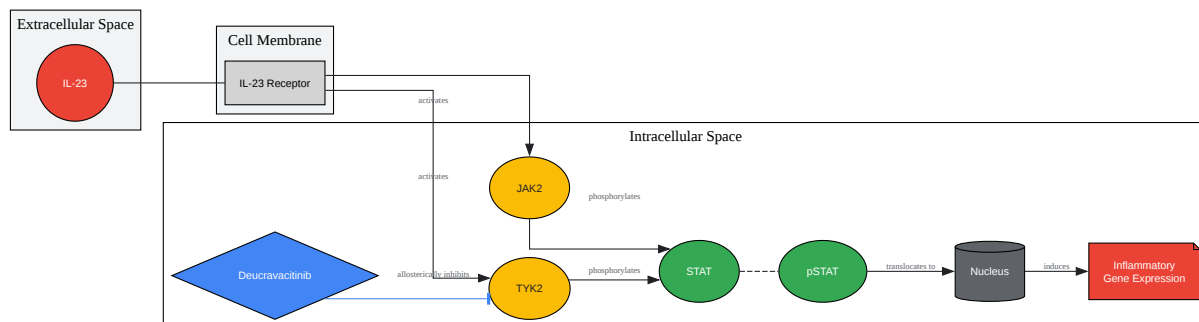 Extracellular Space
IL-23
Cell Membrane
IL-23 Receptor
activates
Intracellular Space
activates
JAK2
phosphorylates
Deucravacitinib
allosterically inhibits
TYK2
phosphorylates
STAT
pSTAT
translocates to
Nucleus
induces
Inflammatory
Gene Expression